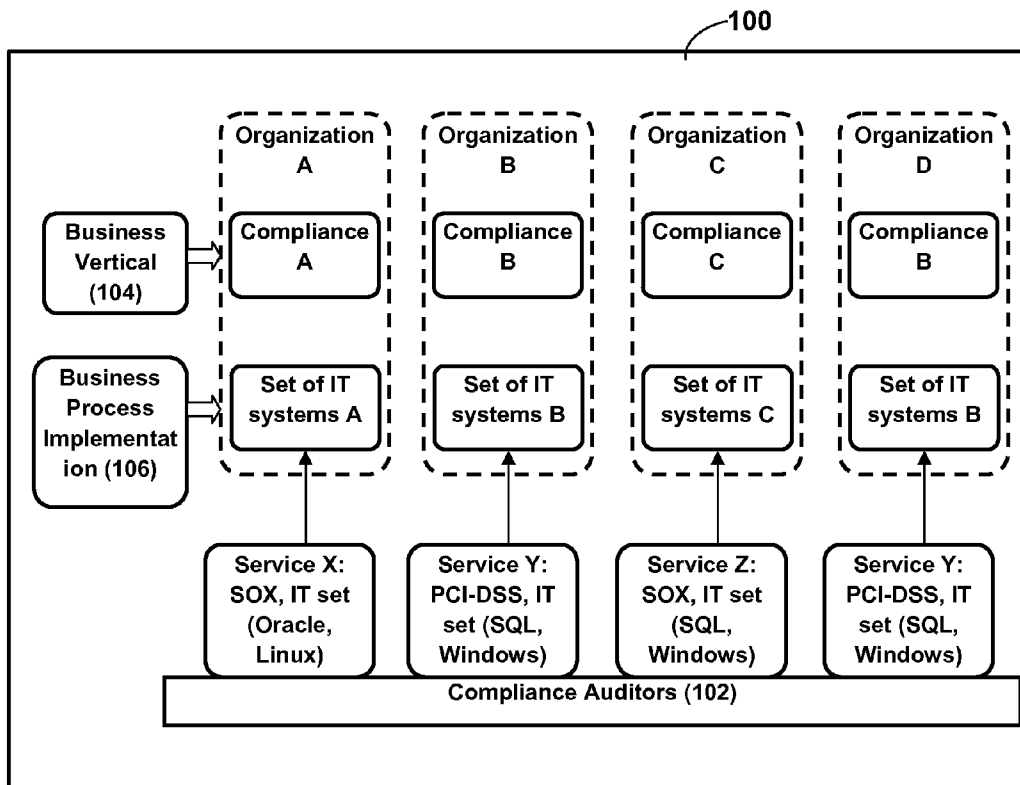 100
Organization
A
Organization
B
Organization
C
Organization
D
Business
Vertical
(104)
Compliance
A
Compliance
B
Compliance
C
Compliance
B
Business
Process
Implementat
ion (106)
Set of IT
systems A
Set of IT
systems B
Set of IT
systems C
Set of IT
systems B
Service X:
SOX, IT set
(Oracle,
Linux)
Service Y:
PCI-DSS, IT
set (SQL,
Windows)
Service Z:
SOX, IT set
(SQL,
Windows)
Service Y:
PCI-DSS, IT
set (SQL,
Windows)
Compliance Auditors (102)